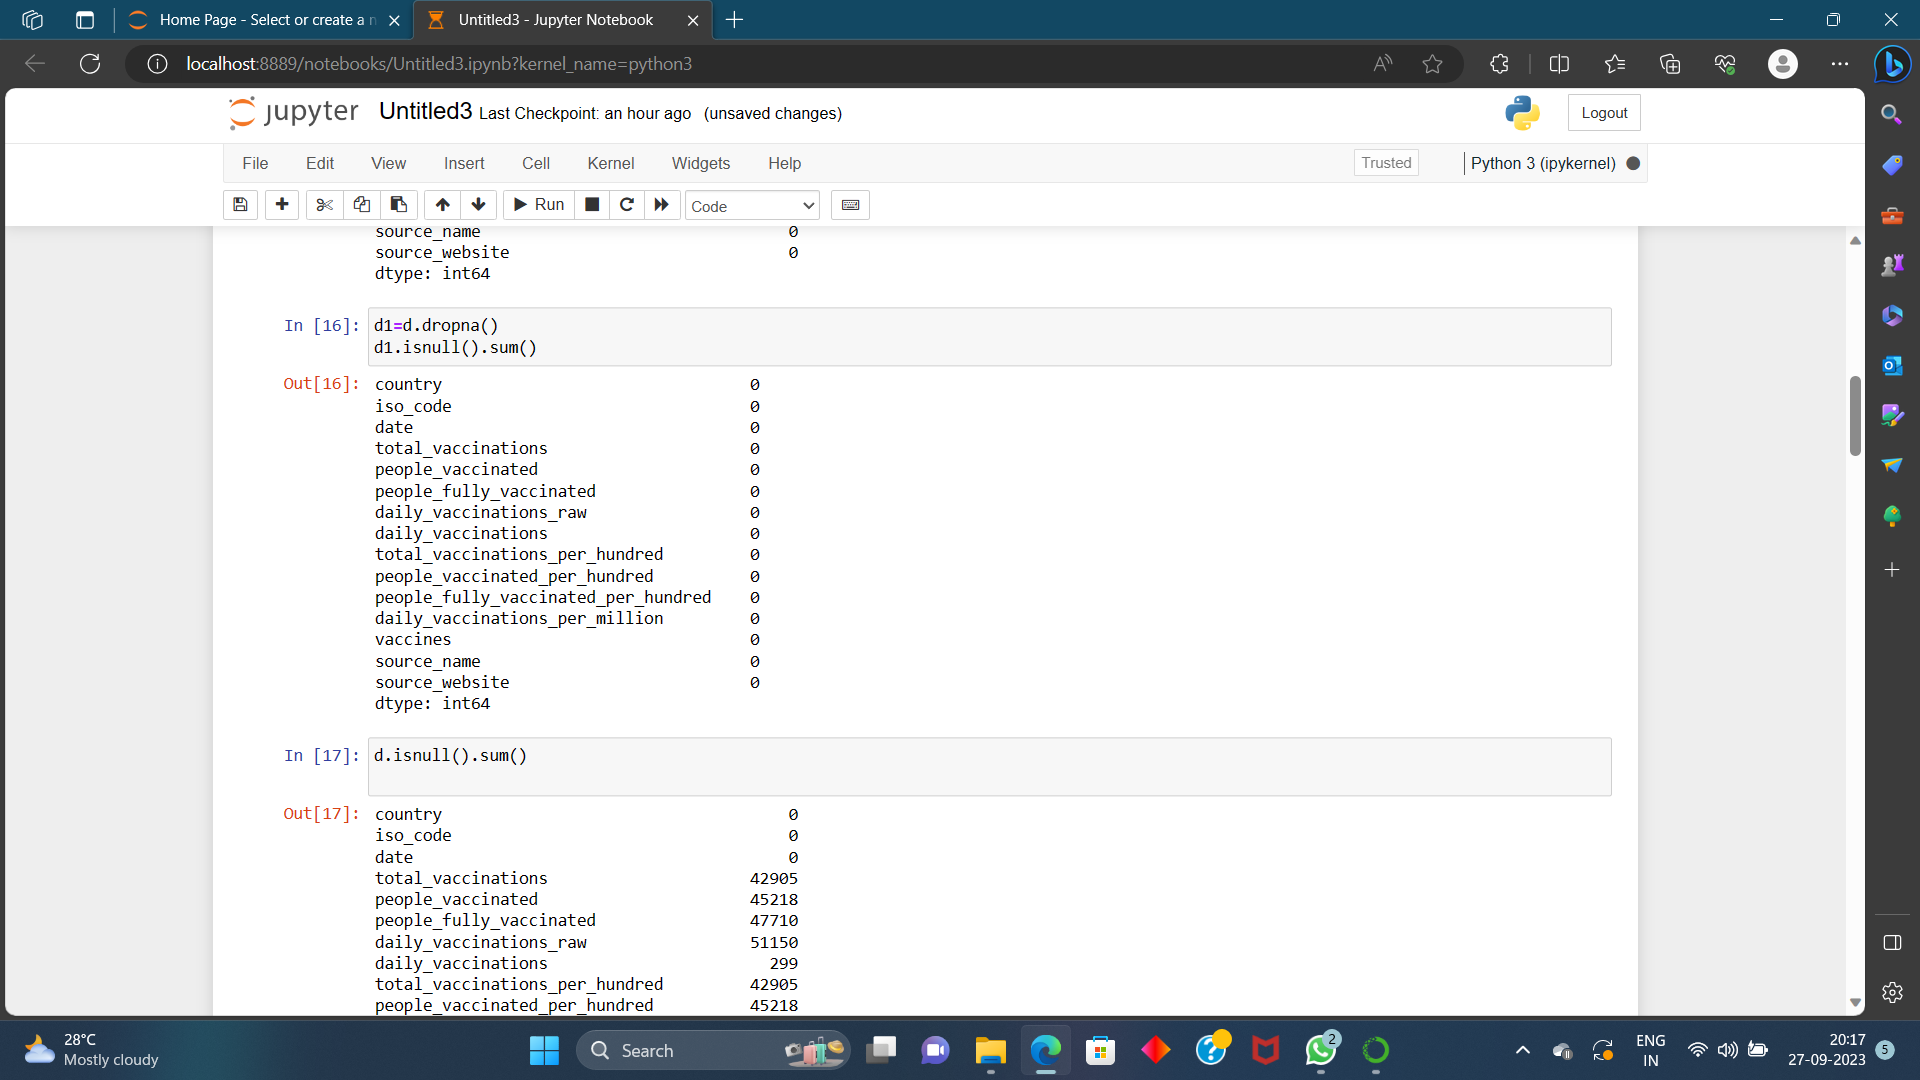 Home Page - Select or create a n
Untitled3 - Jupyter Notebook
localhost:8889/notebooks/Untitled3.ipynb?kernel_name=python3
jupyter Untitled3 Last Checkpoint: an hour ago (unsaved changes)
Logout
File Edit View Insert Cell Kernel Widgets Help
Trusted
Python 3 (ipykernel)
Run
Code
source_name 0
source_website 0
dtype: int64
In [16]: d1=d.dropna()
d1.isnull().sum()
Out[16]: country 0
iso_code 0
date 0
total_vaccinations 0
people_vaccinated 0
people_fully_vaccinated 0
daily_vaccinations_raw 0
daily_vaccinations 0
total_vaccinations_per_hundred 0
people_vaccinated_per_hundred 0
people_fully_vaccinated_per_hundred 0
daily_vaccinations_per_million 0
vaccines 0
source_name 0
source_website 0
dtype: int64
In [17]: d.isnull().sum()
Out[17]: country 0
iso_code 0
date 0
total_vaccinations 42905
people_vaccinated 45218
people_fully_vaccinated 47710
daily_vaccinations_raw 51150
daily_vaccinations 299
total_vaccinations_per_hundred 42905
people_vaccinated_per_hundred 45218
28°C
Mostly cloudy
Search
2
ENG
IN
20:17
27-09-2023
5